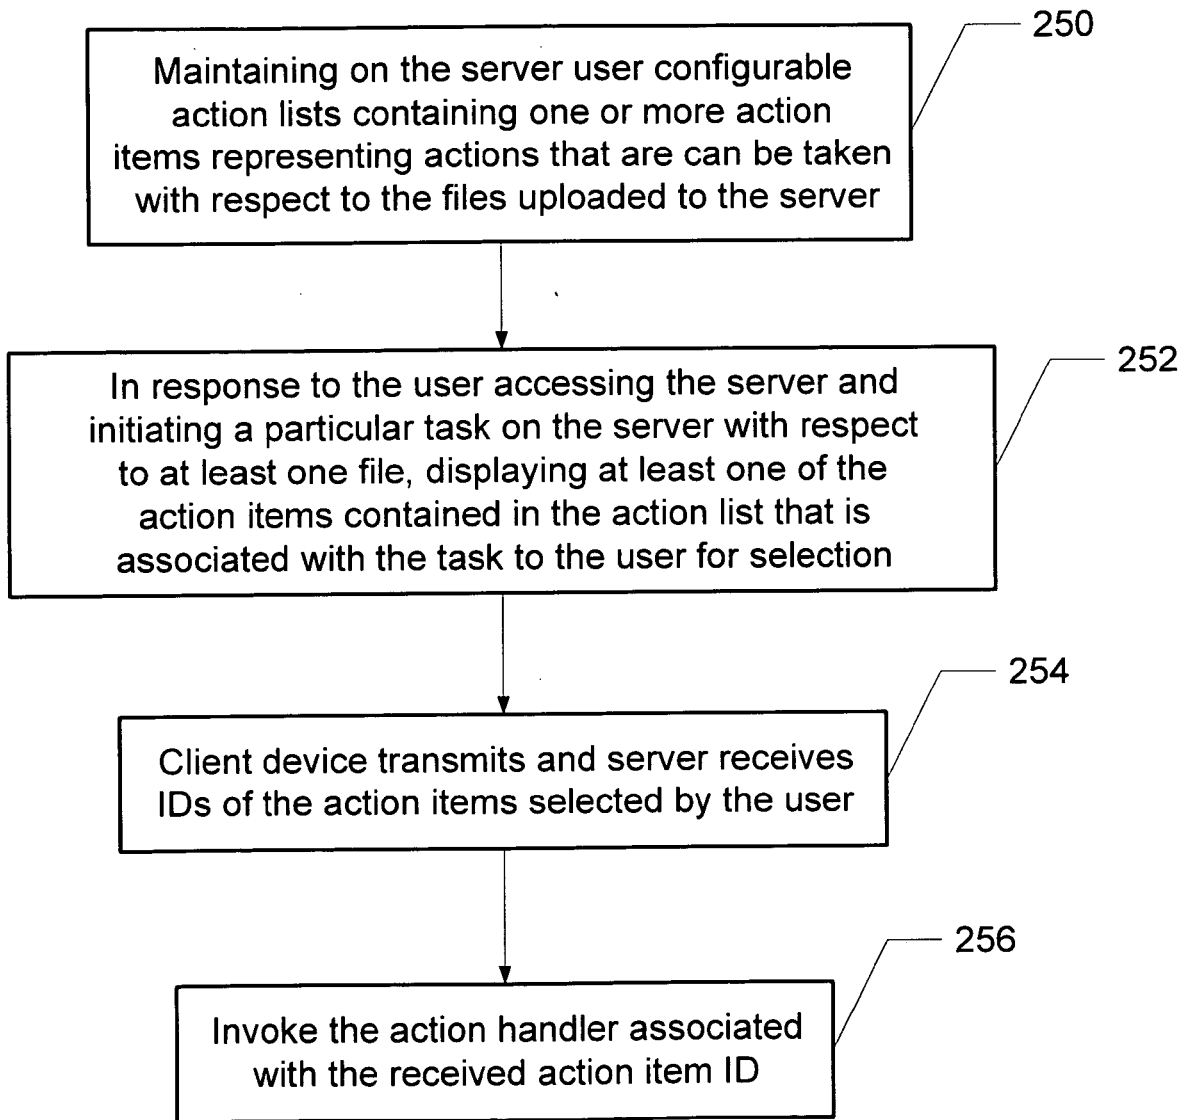 250
Maintaining on the server user configurable
action lists containing one or more action
items representing actions that are can be taken
with respect to the files uploaded to the server
252
In response to the user accessing the server and
initiating a particular task on the server with respect
to at least one file, displaying at least one of the
action items contained in the action list that is
associated with the task to the user for selection
254
Client device transmits and server receives
IDs of the action items selected by the user
256
Invoke the action handler associated
with the received action item ID